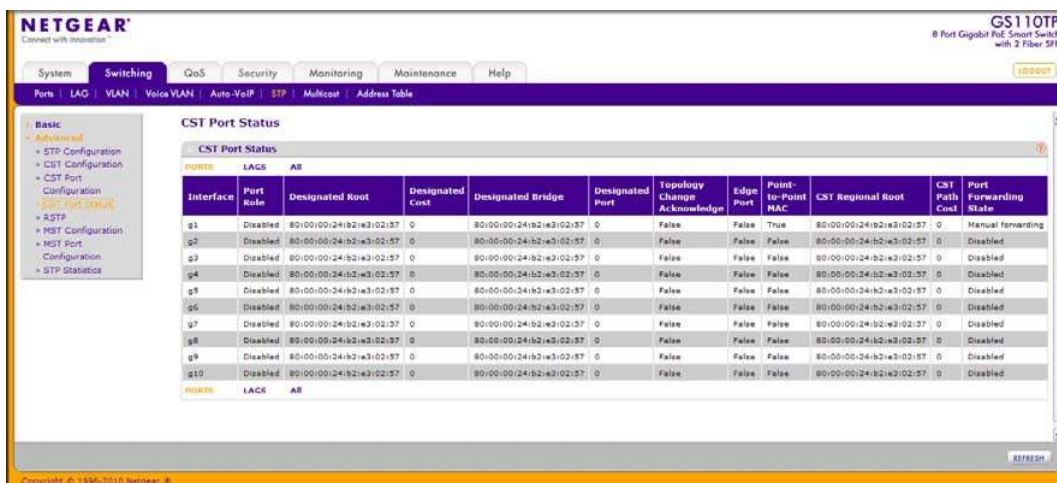 NETGEAR®
Connect with Innovation™
GS110TP
8 Port Gigabit PoE Smart Switch
with 2 Fiber SFP
System Switching QoS Security Monitoring Maintenance Help
LOGOUT
Ports | LAG | VLAN | Voice VLAN | Auto-VoIP | STP | Multicast | Address Table
Basic
Advanced
» STP Configuration
» CST Configuration
» CST Port
Configuration
» CST Port Status
» RSTP
» MST Configuration
» MST Port
Configuration
» STP Statistics
CST Port Status
CST Port Status
PORTS LAGS All
Interface Port Role Designated Root Designated Cost Designated Bridge Designated Port Topology Change Acknowledge Edge Port Point-to-Point MAC CST Regional Root CST Path Cost Port Forwarding State
g1 Disabled 80:00:00:24:b2:e3:02:57 0 80:00:00:24:b2:e3:02:57 0 False False True 80:00:00:24:b2:e3:02:57 0 Manual forwarding
g2 Disabled 80:00:00:24:b2:e3:02:57 0 80:00:00:24:b2:e3:02:57 0 False False False 80:00:00:24:b2:e3:02:57 0 Disabled
g3 Disabled 80:00:00:24:b2:e3:02:57 0 80:00:00:24:b2:e3:02:57 0 False False False 80:00:00:24:b2:e3:02:57 0 Disabled
g4 Disabled 80:00:00:24:b2:e3:02:57 0 80:00:00:24:b2:e3:02:57 0 False False False 80:00:00:24:b2:e3:02:57 0 Disabled
g5 Disabled 80:00:00:24:b2:e3:02:57 0 80:00:00:24:b2:e3:02:57 0 False False False 80:00:00:24:b2:e3:02:57 0 Disabled
g6 Disabled 80:00:00:24:b2:e3:02:57 0 80:00:00:24:b2:e3:02:57 0 False False False 80:00:00:24:b2:e3:02:57 0 Disabled
g7 Disabled 80:00:00:24:b2:e3:02:57 0 80:00:00:24:b2:e3:02:57 0 False False False 80:00:00:24:b2:e3:02:57 0 Disabled
g8 Disabled 80:00:00:24:b2:e3:02:57 0 80:00:00:24:b2:e3:02:57 0 False False False 80:00:00:24:b2:e3:02:57 0 Disabled
g9 Disabled 80:00:00:24:b2:e3:02:57 0 80:00:00:24:b2:e3:02:57 0 False False False 80:00:00:24:b2:e3:02:57 0 Disabled
g10 Disabled 80:00:00:24:b2:e3:02:57 0 80:00:00:24:b2:e3:02:57 0 False False False 80:00:00:24:b2:e3:02:57 0 Disabled
PORTS LAGS All
REFRESH
Copyright © 1996-2010 Netgear ®